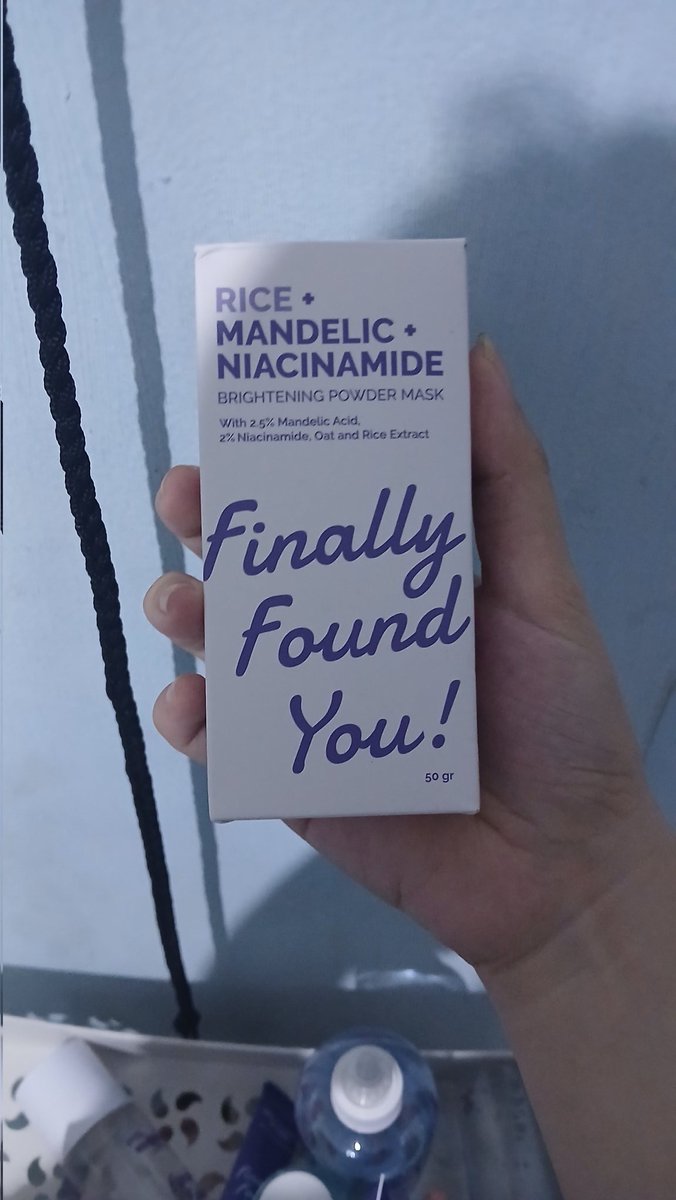 RICE +
MANDELIC +
NIACINAMIDE
BRIGHTENING POWDER MASK
With 2.5% Mandelic Acid,
2% Niacinamide, Oat and Rice Extract
Finally
Found
You!
50 gr